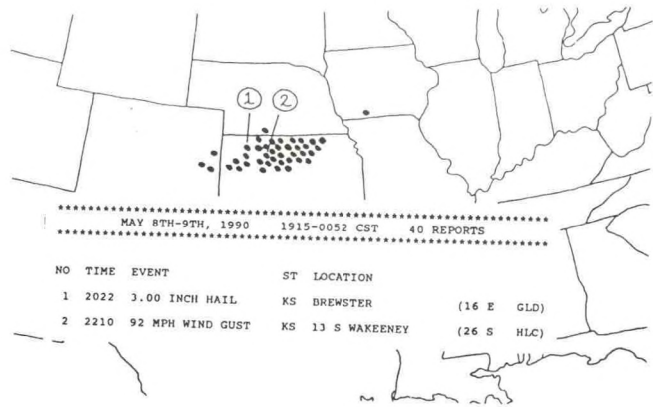 1 2
************************************************************
MAY 8TH-9TH, 1990 1915-0052 CST 40 REPORTS
************************************************************
NO TIME EVENT ST LOCATION
1 2022 3.00 INCH HAIL KS BREWSTER (16 E GLD)
2 2210 92 MPH WIND GUST KS 13 S WAKEENEY (26 S HLC)